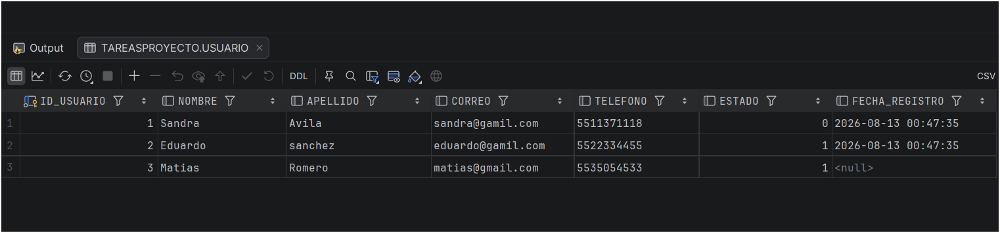 Output TAREASPROYECTO.USUARIO
DDL CSV
ID_USUARIO NOMBRE APELLIDO CORREO TELEFONO ESTADO FECHA_REGISTRO
1 1 Sandra Avila sandra@gamil.com 5511371118 0 2026-08-13 00:47:35
2 2 Eduardo sanchez eduardo@gamil.com 5522334455 1 2026-08-13 00:47:35
3 3 Matias Romero matias@gmail.com 5535054533 1 <null>